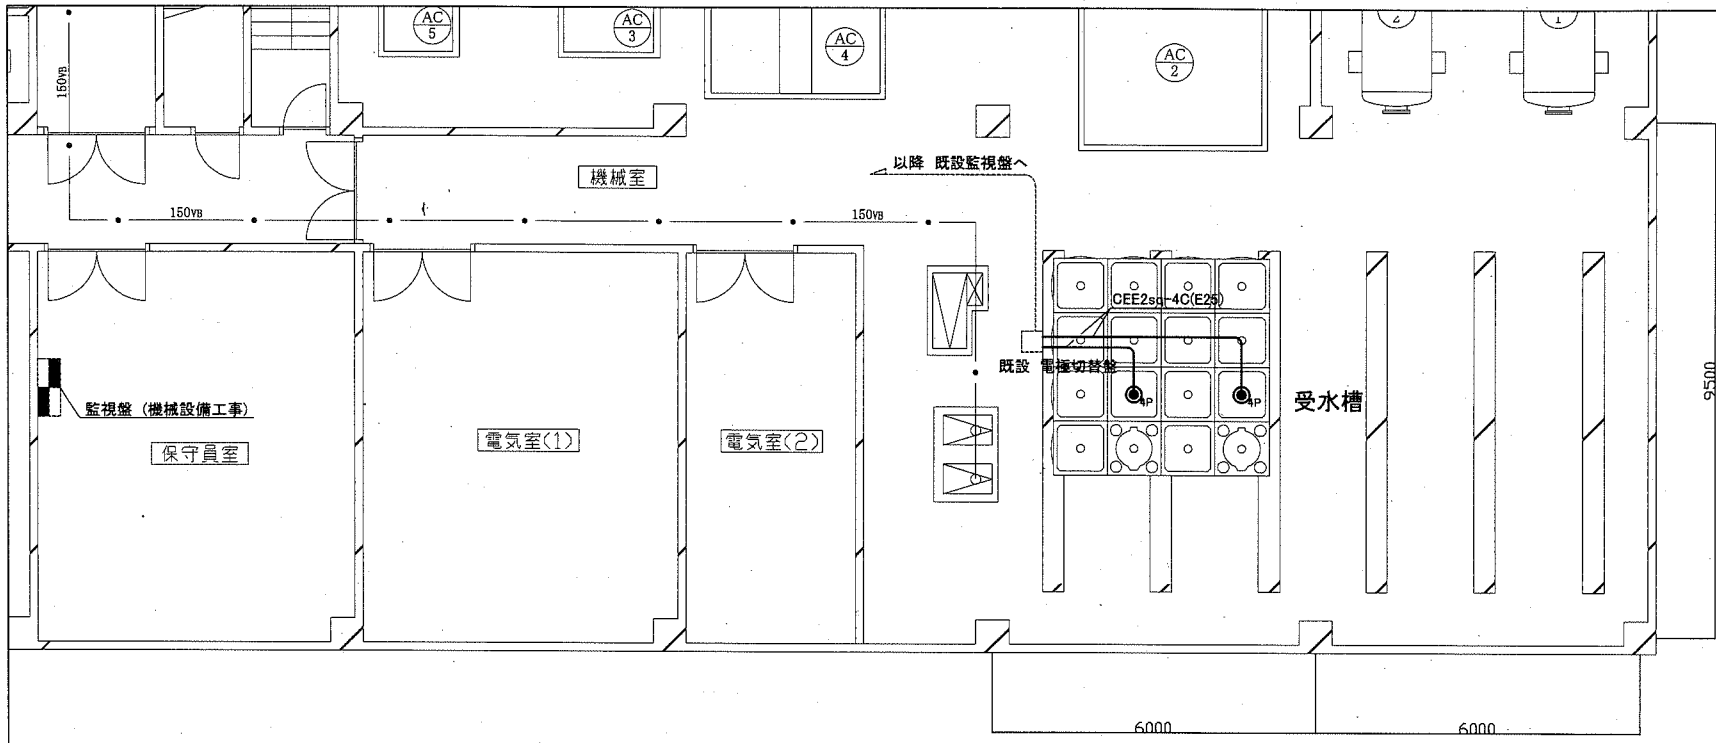 AC
5
AC
3
AC
4
AC
2
2
1
150VB
以降 既設監視盤へ
機械室
150VB
150VB
CEE2sq-4C(E25)
既設 電極切替盤
4P
4P
受水槽
9500
監視盤 (機械設備工事)
保守員室
電気室(1)
電気室(2)
6000
6000